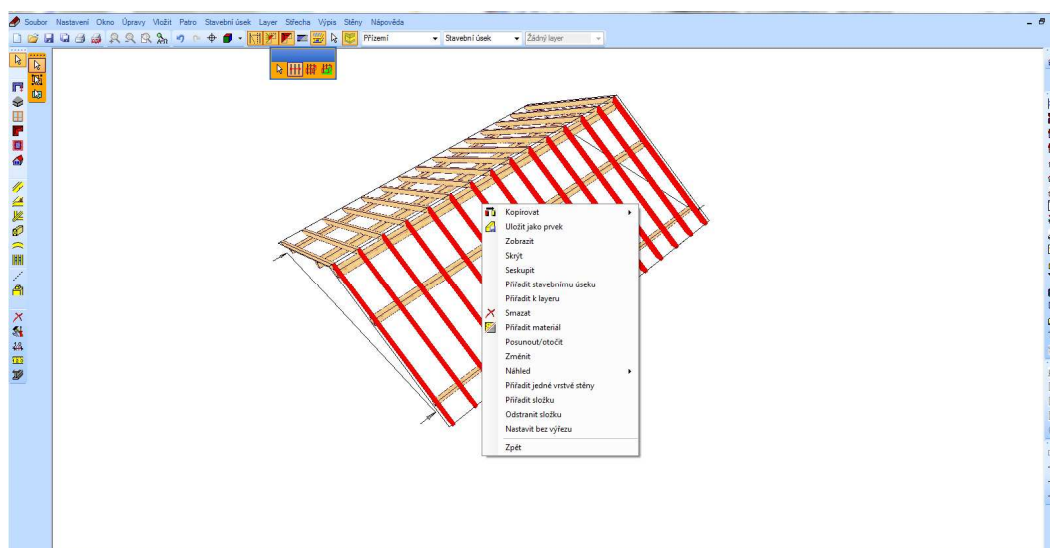 Soubor Nastavení Okno Úpravy Vložit Patro Stavební úsek Layer Střecha Výpis Stěny Nápověda
Přízemí Stavební úsek Žádný layer
Kopírovat
Uložit jako prvek
Zobrazit
Skrýt
Seskupit
Přiřadit stavebnímu úseku
Přiřadit k layeru
Smazat
Přiřadit materiál
Posunout/otočit
Změnit
Náhled
Přiřadit jedné vrstvě stěny
Přiřadit složku
Odstranit složku
Nastavit bez výřezu
Zpět